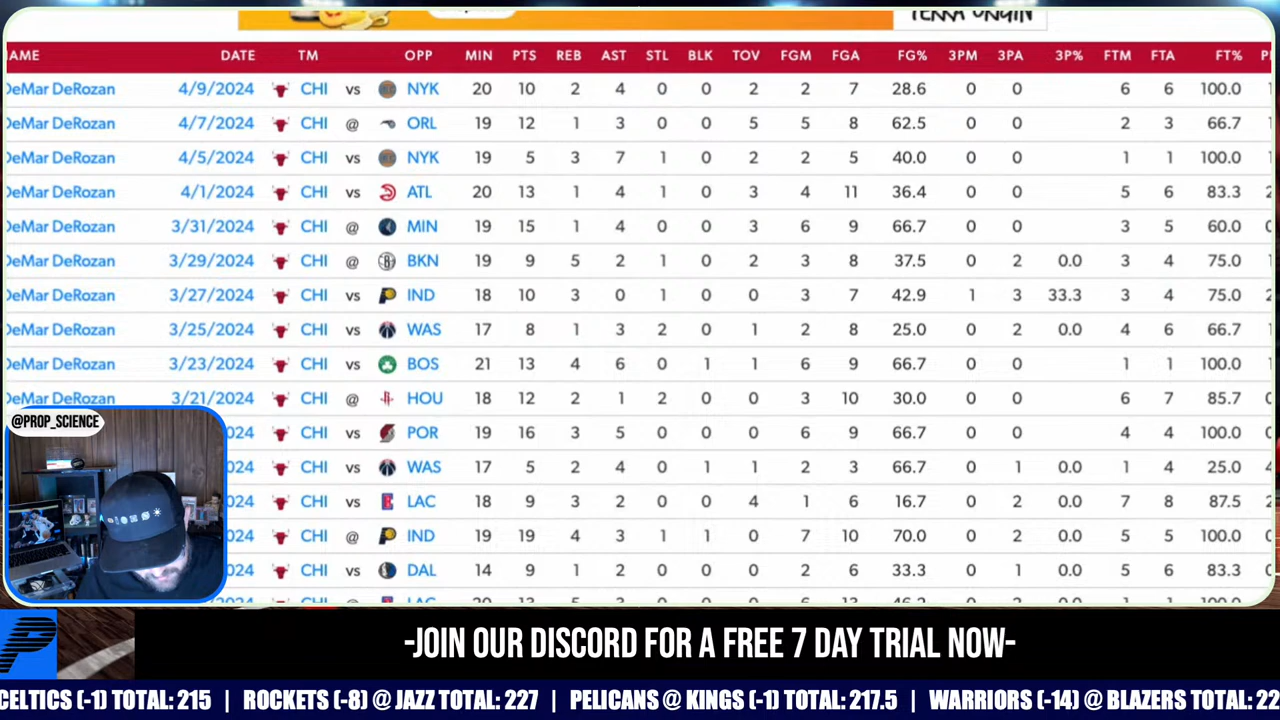 TERRA ORIGIN
NAME DATE TM OPP MIN PTS REB AST STL BLK TOV FGM FGA FG% 3PM 3PA 3P% FTM FTA FT%
DeMar DeRozan 4/9/2024 CHI vs NYK 20 10 2 4 0 0 2 2 7 28.6 0 0 6 6 100.0
DeMar DeRozan 4/7/2024 CHI @ ORL 19 12 1 3 0 0 5 5 8 62.5 0 0 2 3 66.7
DeMar DeRozan 4/5/2024 CHI vs NYK 19 5 3 7 1 0 2 2 5 40.0 0 0 1 1 100.0
DeMar DeRozan 4/1/2024 CHI vs ATL 20 13 1 4 1 0 3 4 11 36.4 0 0 5 6 83.3
DeMar DeRozan 3/31/2024 CHI @ MIN 19 15 1 4 0 0 3 6 9 66.7 0 0 3 5 60.0
DeMar DeRozan 3/29/2024 CHI @ BKN 19 9 5 2 1 0 2 3 8 37.5 0 2 0.0 3 4 75.0
DeMar DeRozan 3/27/2024 CHI vs IND 18 10 3 0 1 0 0 3 7 42.9 1 3 33.3 3 4 75.0
DeMar DeRozan 3/25/2024 CHI vs WAS 17 8 1 3 2 0 1 2 8 25.0 0 2 0.0 4 6 66.7
DeMar DeRozan 3/23/2024 CHI vs BOS 21 13 4 6 0 1 1 6 9 66.7 0 0 1 1 100.0
DeMar DeRozan 3/21/2024 CHI @ HOU 18 12 2 1 2 0 0 3 10 30.0 0 0 6 7 85.7
@PROP_SCIENCE
024 CHI vs POR 19 16 3 5 0 0 0 6 9 66.7 0 0 4 4 100.0
024 CHI vs WAS 17 5 2 4 0 1 1 2 3 66.7 0 1 0.0 1 4 25.0
024 CHI vs LAC 18 9 3 2 0 0 4 1 6 16.7 0 2 0.0 7 8 87.5
024 CHI @ IND 19 19 4 3 1 1 0 7 10 70.0 0 2 0.0 5 5 100.0
024 CHI vs DAL 14 9 1 2 0 0 0 2 6 33.3 0 1 0.0 5 6 83.3
-JOIN OUR DISCORD FOR A FREE 7 DAY TRIAL NOW-
CELTICS (-1) TOTAL: 215 | ROCKETS (-8) @ JAZZ TOTAL: 227 | PELICANS @ KINGS (-1) TOTAL: 217.5 | WARRIORS (-14) @ BLAZERS TOTAL: 22